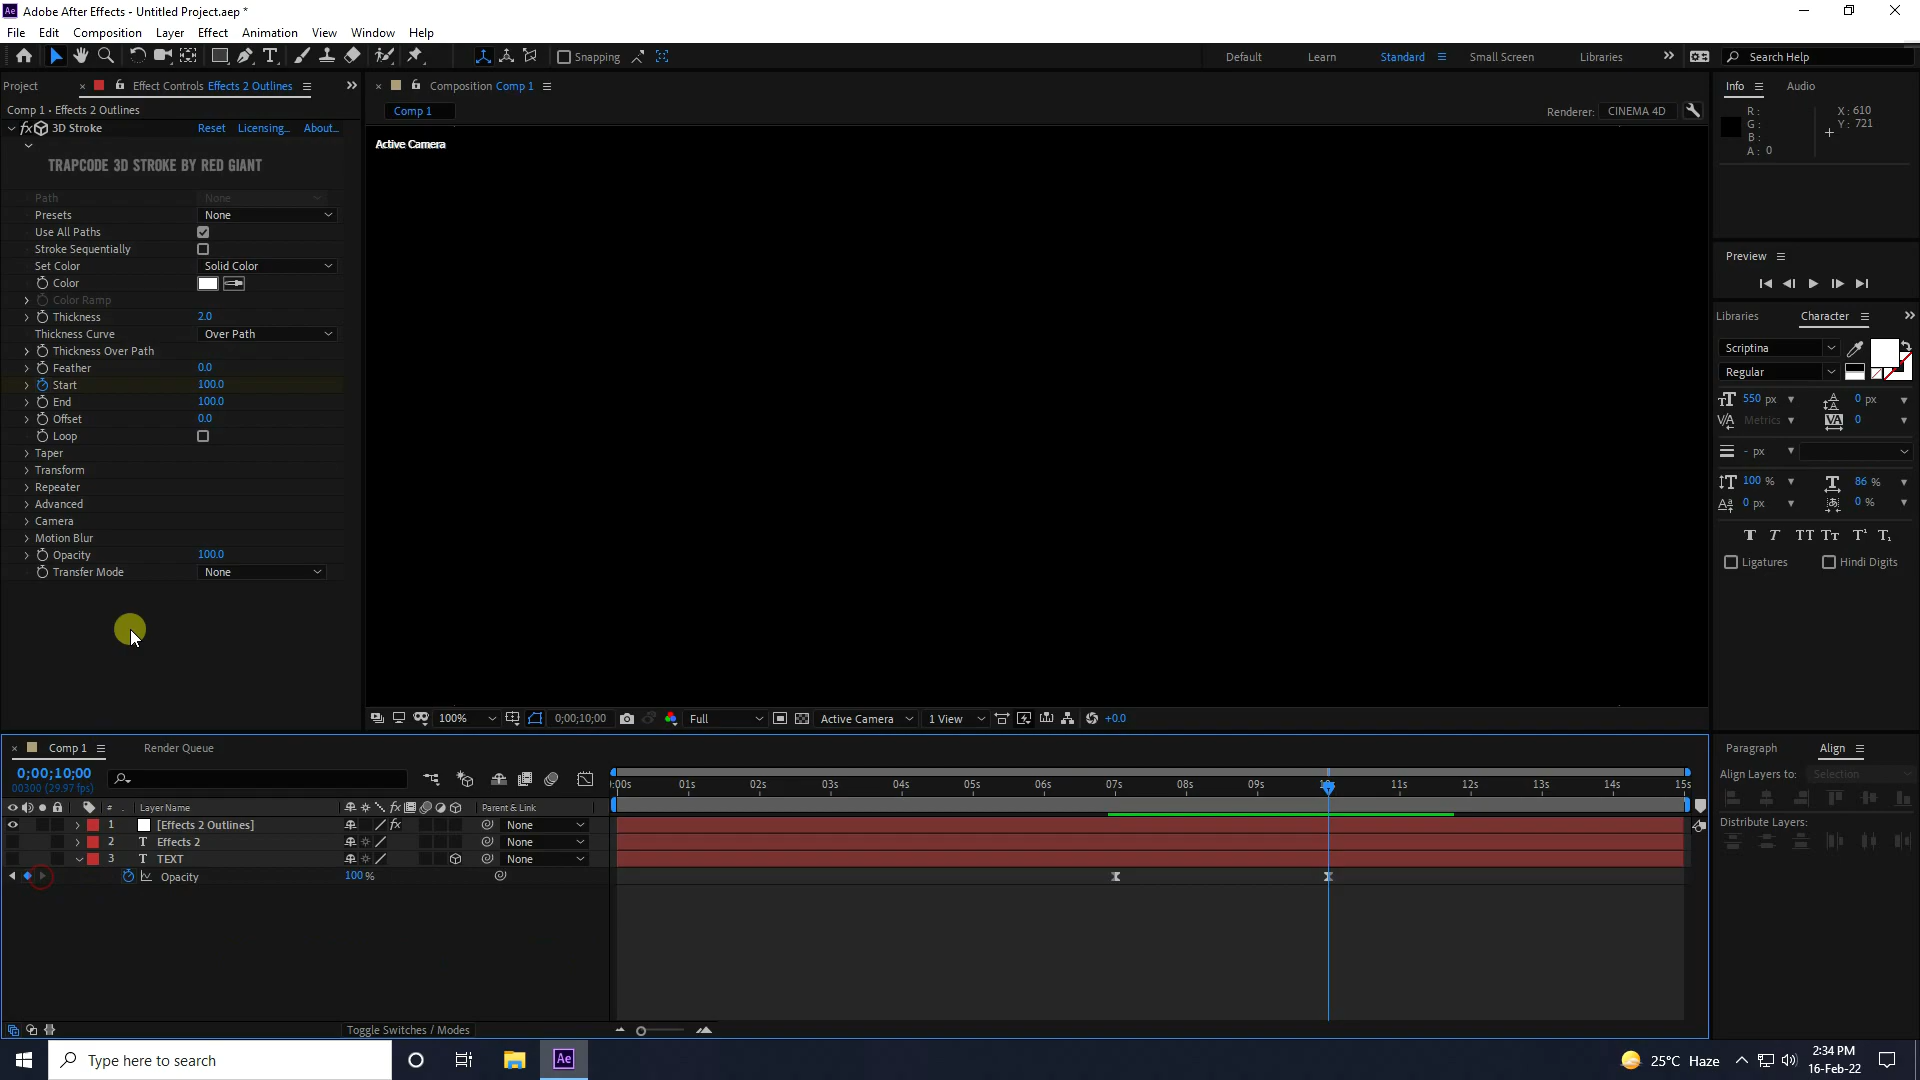 Adobe After Effects - Untitled Project.aep *
File Edit Composition Layer Effect Animation View Window Help
Snapping
Default Learn Standard Small Screen Libraries
Search Help
Project Effect Controls Effects 2 Outlines
Composition Comp 1
Info Audio
Comp 1 • Effects 2 Outlines
Comp 1
Renderer: CINEMA 4D
R:
G:
B:
A: 0
X: 610
Y: 721
3D Stroke Reset Licensing... About...
Active Camera
TRAPCODE 3D STROKE BY RED GIANT
Path None
Presets None
Use All Paths
Stroke Sequentially
Set Color Solid Color
Color
Color Ramp
Thickness 2.0
Thickness Curve Over Path
Thickness Over Path
Feather 0.0
Start 100.0
End 100.0
Offset 0.0
Loop
Taper
Transform
Repeater
Advanced
Camera
Motion Blur
Opacity 100.0
Transfer Mode None
Preview
Libraries Character
Scriptina
Regular
550 px 0 px
Metrics 0
- px
100 % 86 %
0 px 0 %
Ligatures Hindi Digits
100% 0;00;10;00 Full Active Camera 1 View +0.0
Comp 1 Render Queue
Paragraph Align
0;00;10;00
00300 (29.97 fps)
:00s 01s 02s 03s 04s 05s 06s 07s 08s 09s 11s 12s 13s 14s 15s
Align Layers to: Selection
# Layer Name Parent & Link
Distribute Layers:
1 [Effects 2 Outlines] None
2 T Effects 2 None
3 T TEXT None
Opacity 100 %
Toggle Switches / Modes
Type here to search
Ae
25°C Haze
2:34 PM
16-Feb-22